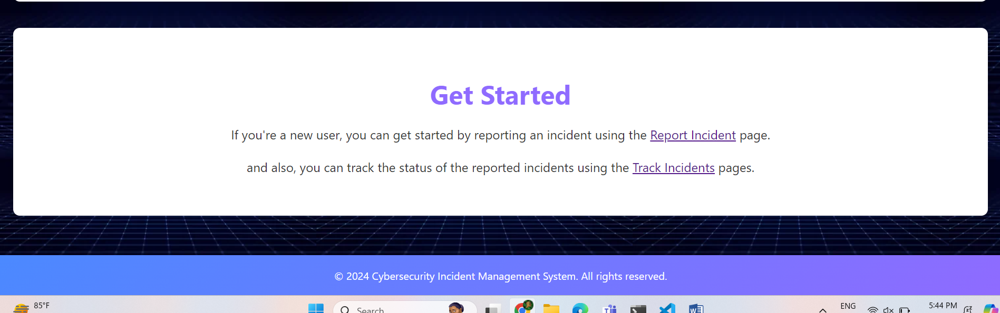 Get Started
If you're a new user, you can get started by reporting an incident using the Report Incident page.
and also, you can track the status of the reported incidents using the Track Incidents pages.
© 2024 Cybersecurity Incident Management System. All rights reserved.
85°F
Search
ENG
5:44 PM